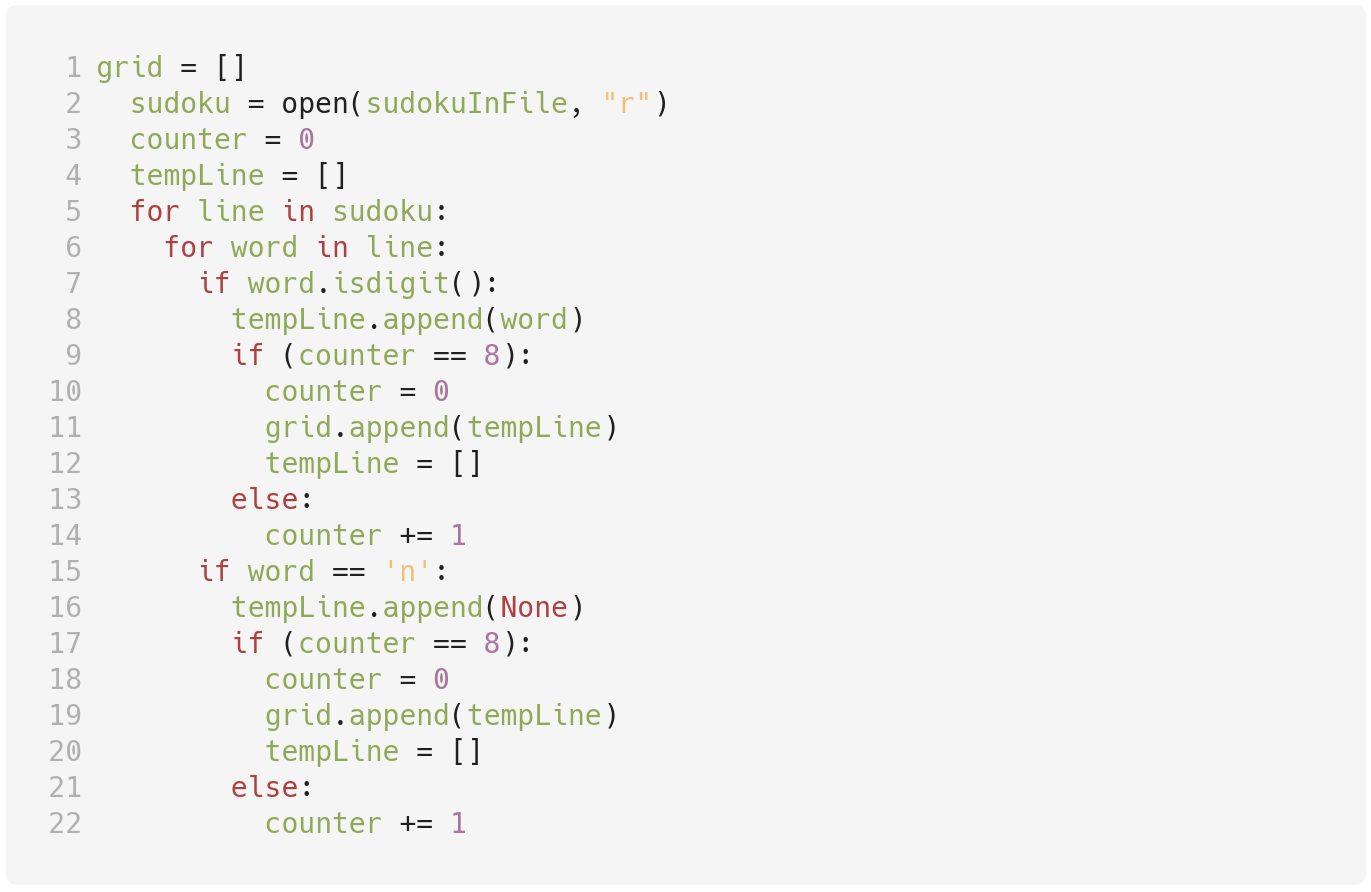 1 grid = []
2   sudoku = open(sudokuInFile, "r")
3   counter = 0
4   tempLine = []
5   for line in sudoku:
6     for word in line:
7       if word.isdigit():
8         tempLine.append(word)
9         if (counter == 8):
10           counter = 0
11           grid.append(tempLine)
12           tempLine = []
13         else:
14           counter += 1
15       if word == 'n':
16         tempLine.append(None)
17         if (counter == 8):
18           counter = 0
19           grid.append(tempLine)
20           tempLine = []
21         else:
22           counter += 1